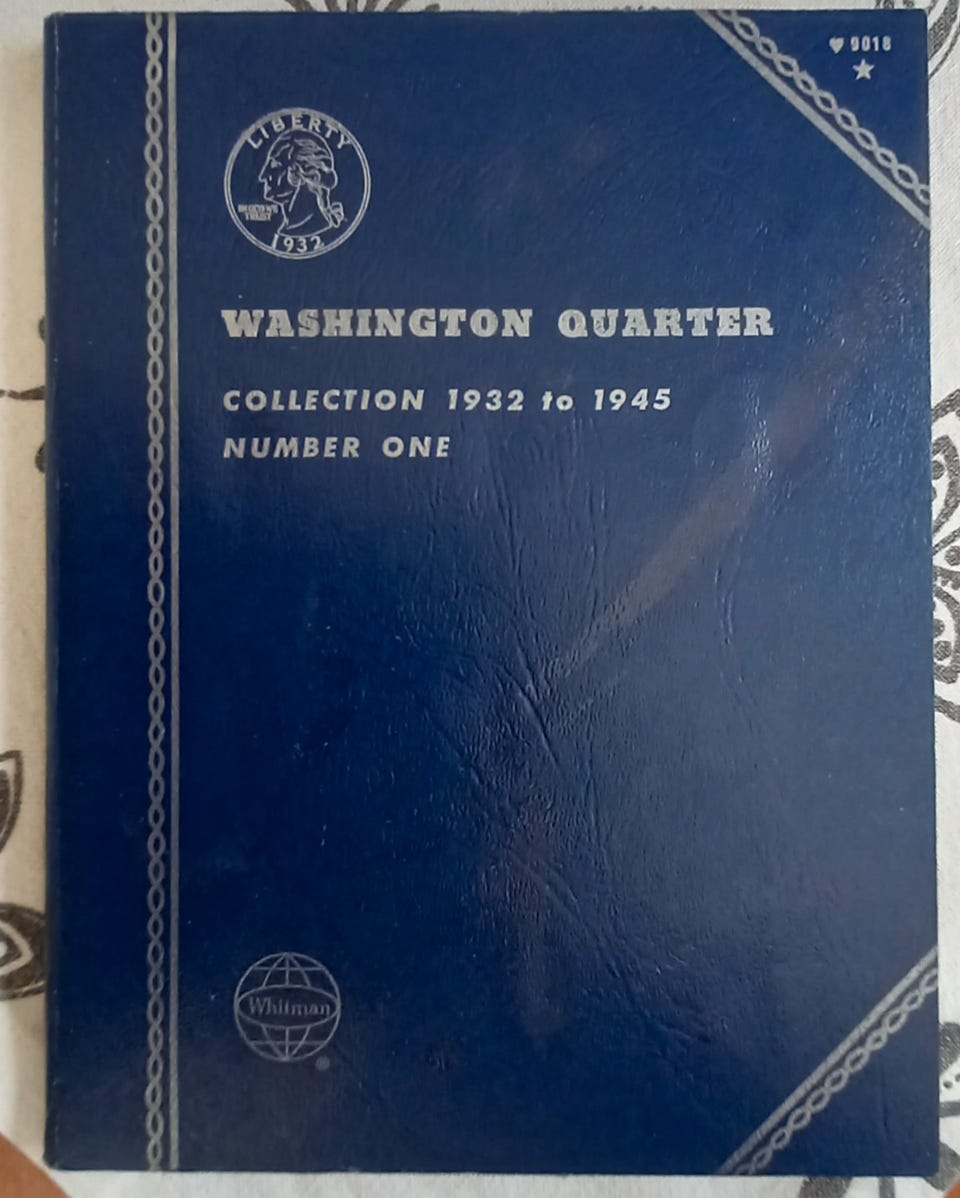 ♥ 9018
★
LIBERTY
IN GOD WE
TRUST
1932
WASHINGTON QUARTER
COLLECTION 1932 to 1945
NUMBER ONE
Whitman
®